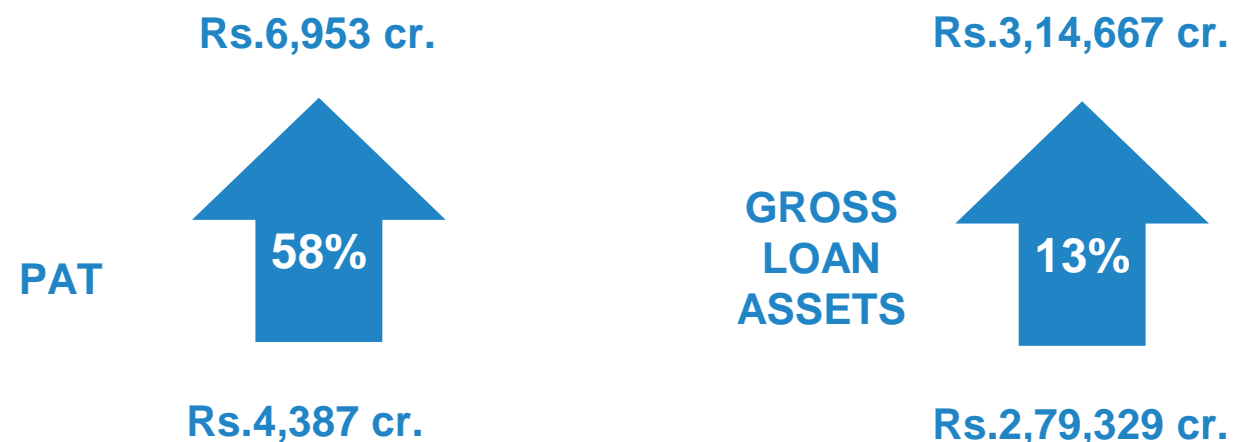 Rs.6,953 cr.
58%
PAT
Rs.4,387 cr.
Rs.3,14,667 cr.
GROSS
LOAN
ASSETS
13%
Rs.2,79,329 cr.